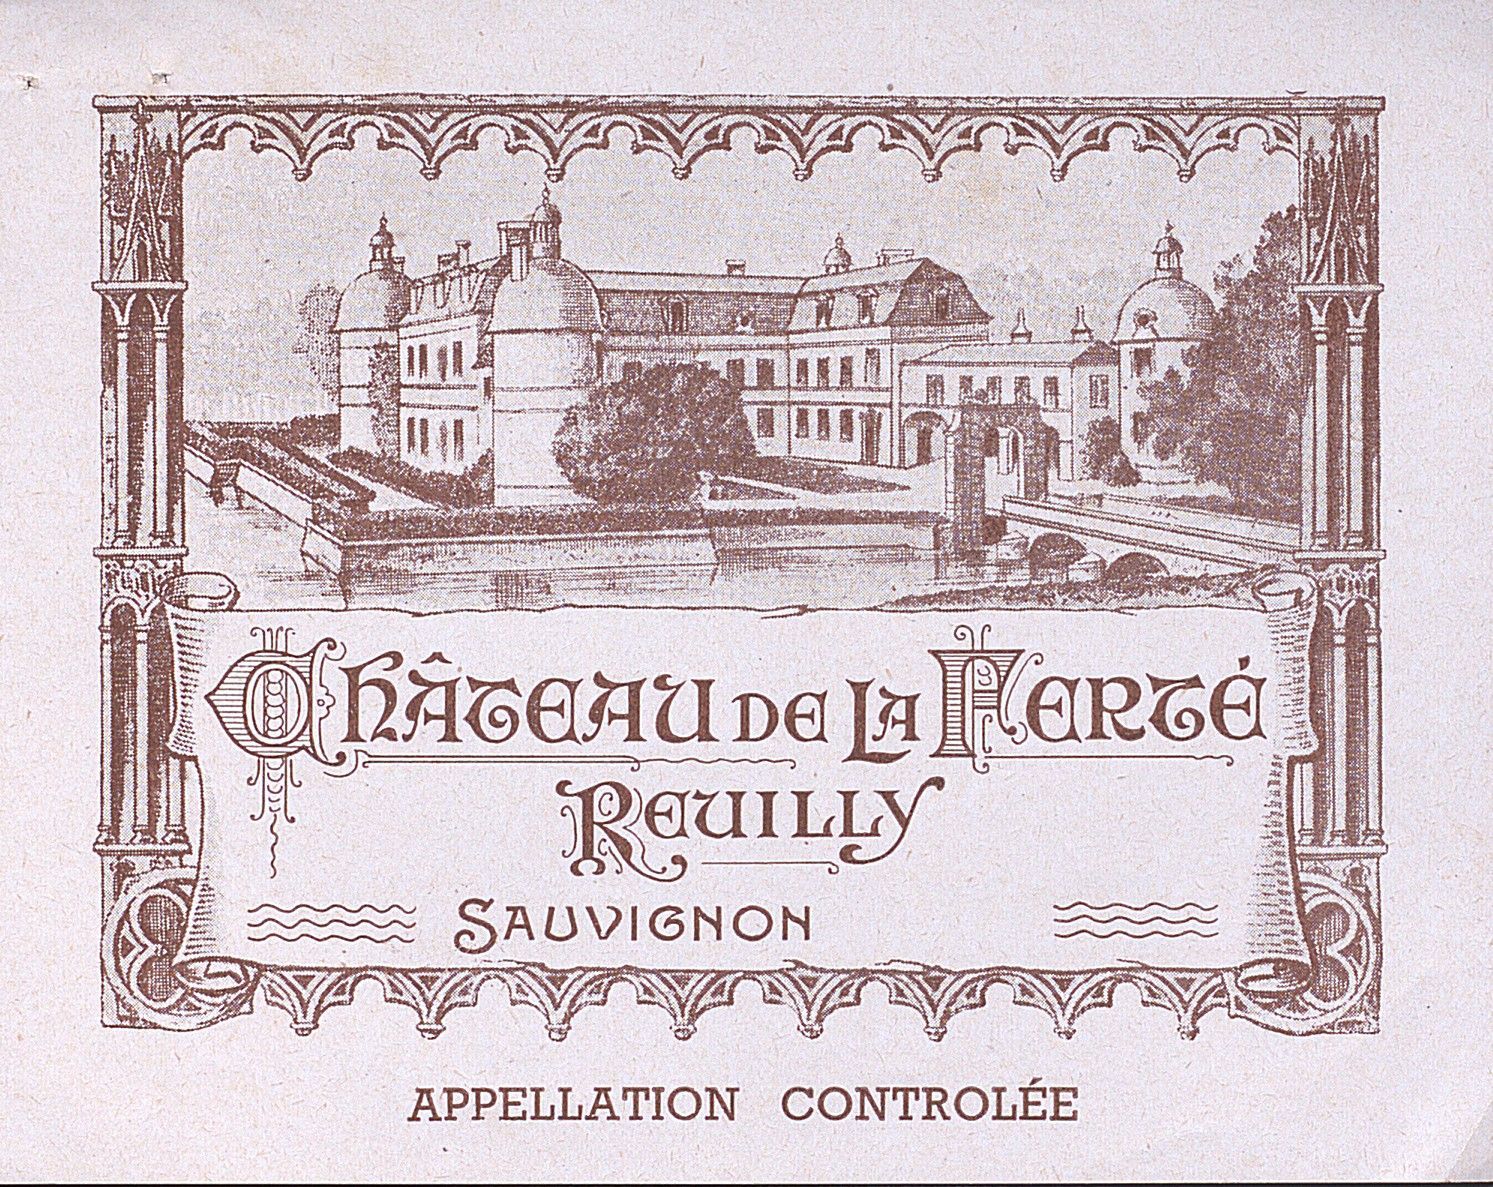 Château de la Ferté
Reuilly
Sauvignon
APPELLATION CONTROLÉE